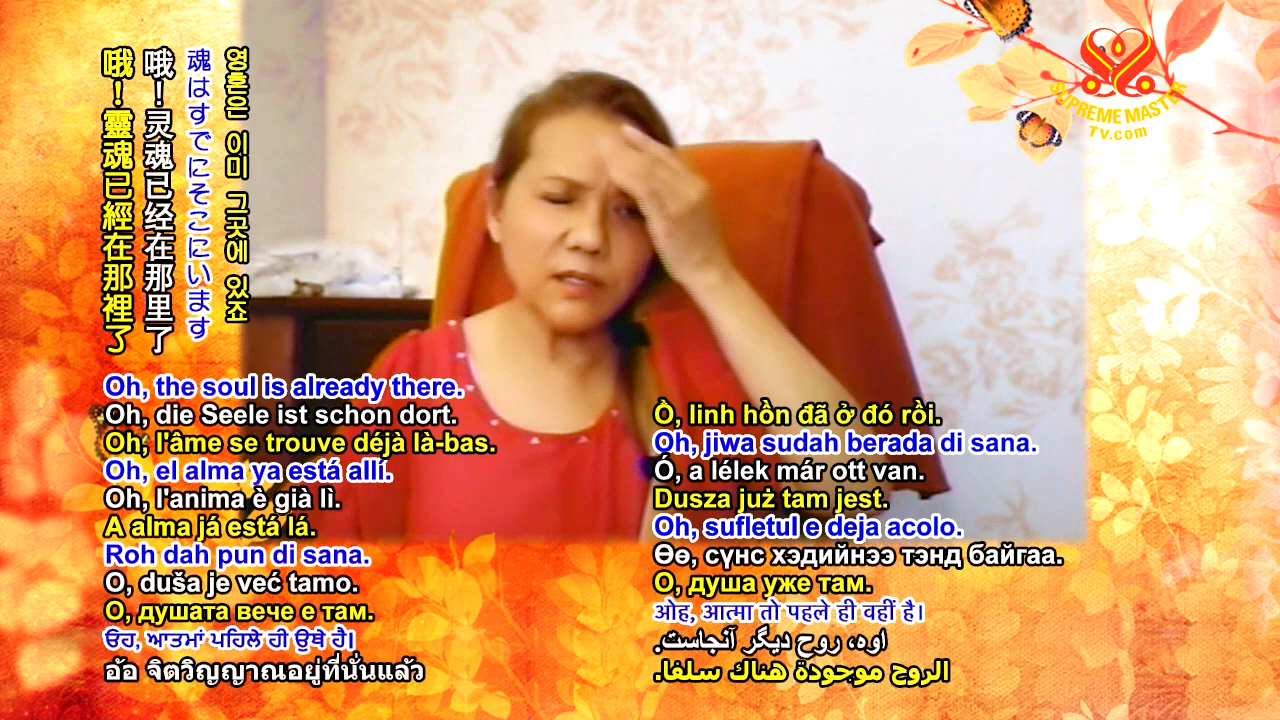 영혼은 이미 그곳에 있죠
魂はすでにそこにいます
哦！灵魂已经在那里了
哦！靈魂已經在那裡了
SUPREME MASTER
TV.com
Oh, the soul is already there.
Oh, die Seele ist schon dort.
Oh, l'âme se trouve déjà là-bas.
Oh, el alma ya está allí.
Oh, l'anima è già lì.
A alma já está lá.
Roh dah pun di sana.
O, duša je već tamo.
О, душата вече е там.
ਓਹ, ਆਤਮਾਂ ਪਹਿਲੋ ਹੀ ਉਥੇ ਹੈ।
อ้อ จิตวิญญาณอยู่ที่นั่นแล้ว
Ồ, linh hồn đã ở đó rồi.
Oh, jiwa sudah berada di sana.
Ó, a lélek már ott van.
Dusza już tam jest.
Oh, sufletul e deja acolo.
Өө, сүнс хэдийнээ тэнд байгаа.
О, душа уже там.
ओह, आत्मा तो पहले ही वहीं है।
اوه، روح دیگر آنجاست.
الروح موجودة هناك سلفا.